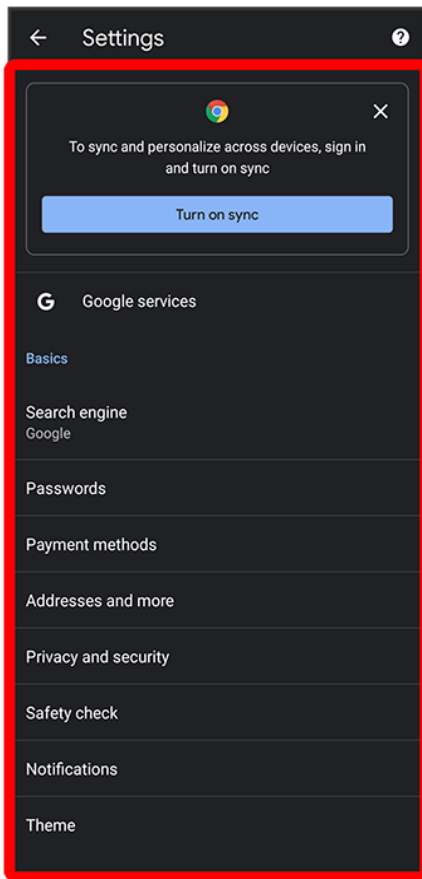 Settings
To sync and personalize across devices, sign in
and turn on sync
Turn on sync
G Google services
Basics
Search engine
Google
Passwords
Payment methods
Addresses and more
Privacy and security
Safety check
Notifications
Theme